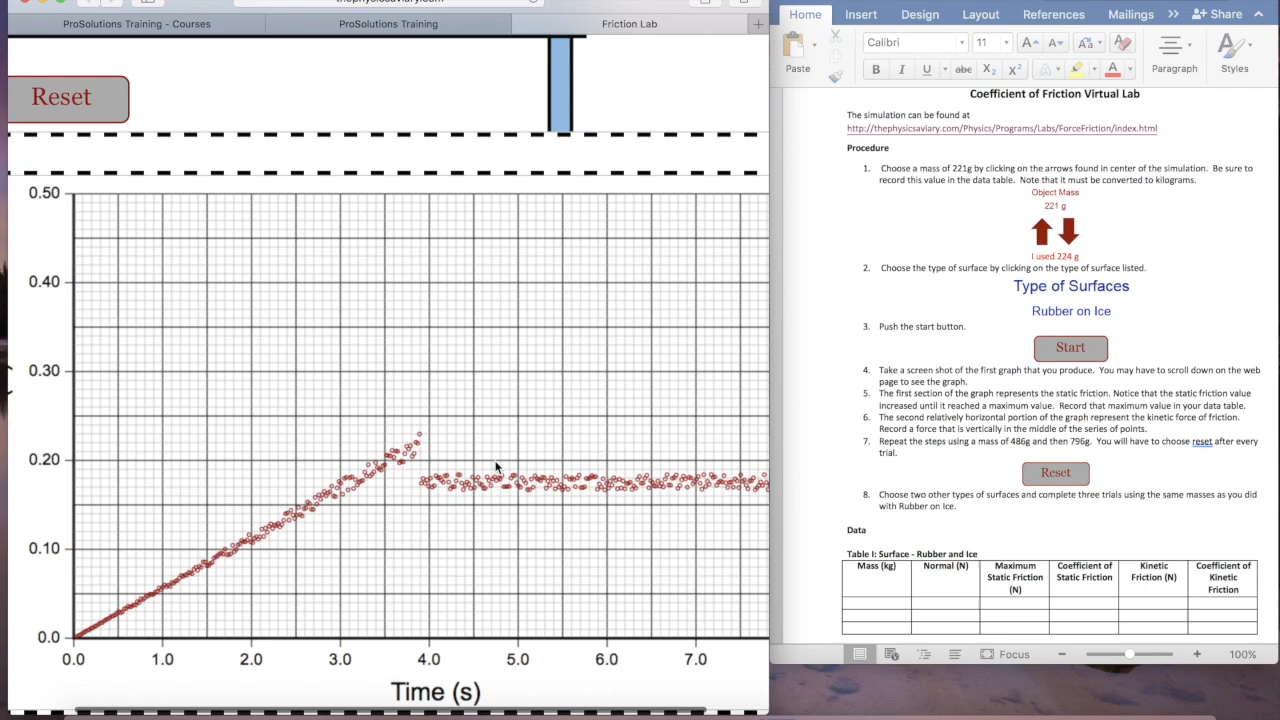 thephysicsaviary.com
ProSolutions Training - Courses
ProSolutions Training
Friction Lab
Reset
0.50
0.40
0.30
0.20
0.10
0.0
0.0 1.0 2.0 3.0 4.0 5.0 6.0 7.0
Time (s)
Home Insert Design Layout References Mailings Share
Paste
Calibri 11
B I U abc X2 X2 A A
Paragraph
Styles
Coefficient of Friction Virtual Lab
The simulation can be found at
http://thephysicsaviary.com/Physics/Programs/Labs/ForceFriction/index.html
Procedure
1. Choose a mass of 221g by clicking on the arrows found in center of the simulation. Be sure to
record this value in the data table. Note that it must be converted to kilograms.
Object Mass
221 g
I used 224 g
2. Choose the type of surface by clicking on the type of surface listed.
Type of Surfaces
Rubber on Ice
3. Push the start button.
Start
4. Take a screen shot of the first graph that you produce. You may have to scroll down on the web
page to see the graph.
5. The first section of the graph represents the static friction. Notice that the static friction value
increased until it reached a maximum value. Record that maximum value in your data table.
6. The second relatively horizontal portion of the graph represent the kinetic force of friction.
Record a force that is vertically in the middle of the series of points.
7. Repeat the steps using a mass of 486g and then 796g. You will have to choose reset after every
trial.
Reset
8. Choose two other types of surfaces and complete three trials using the same masses as you did
with Rubber on Ice.
Data
Table I: Surface - Rubber and Ice
Mass (kg) Normal (N) Maximum Static Friction (N) Coefficient of Static Friction Kinetic Friction (N) Coefficient of Kinetic Friction
Focus 100%